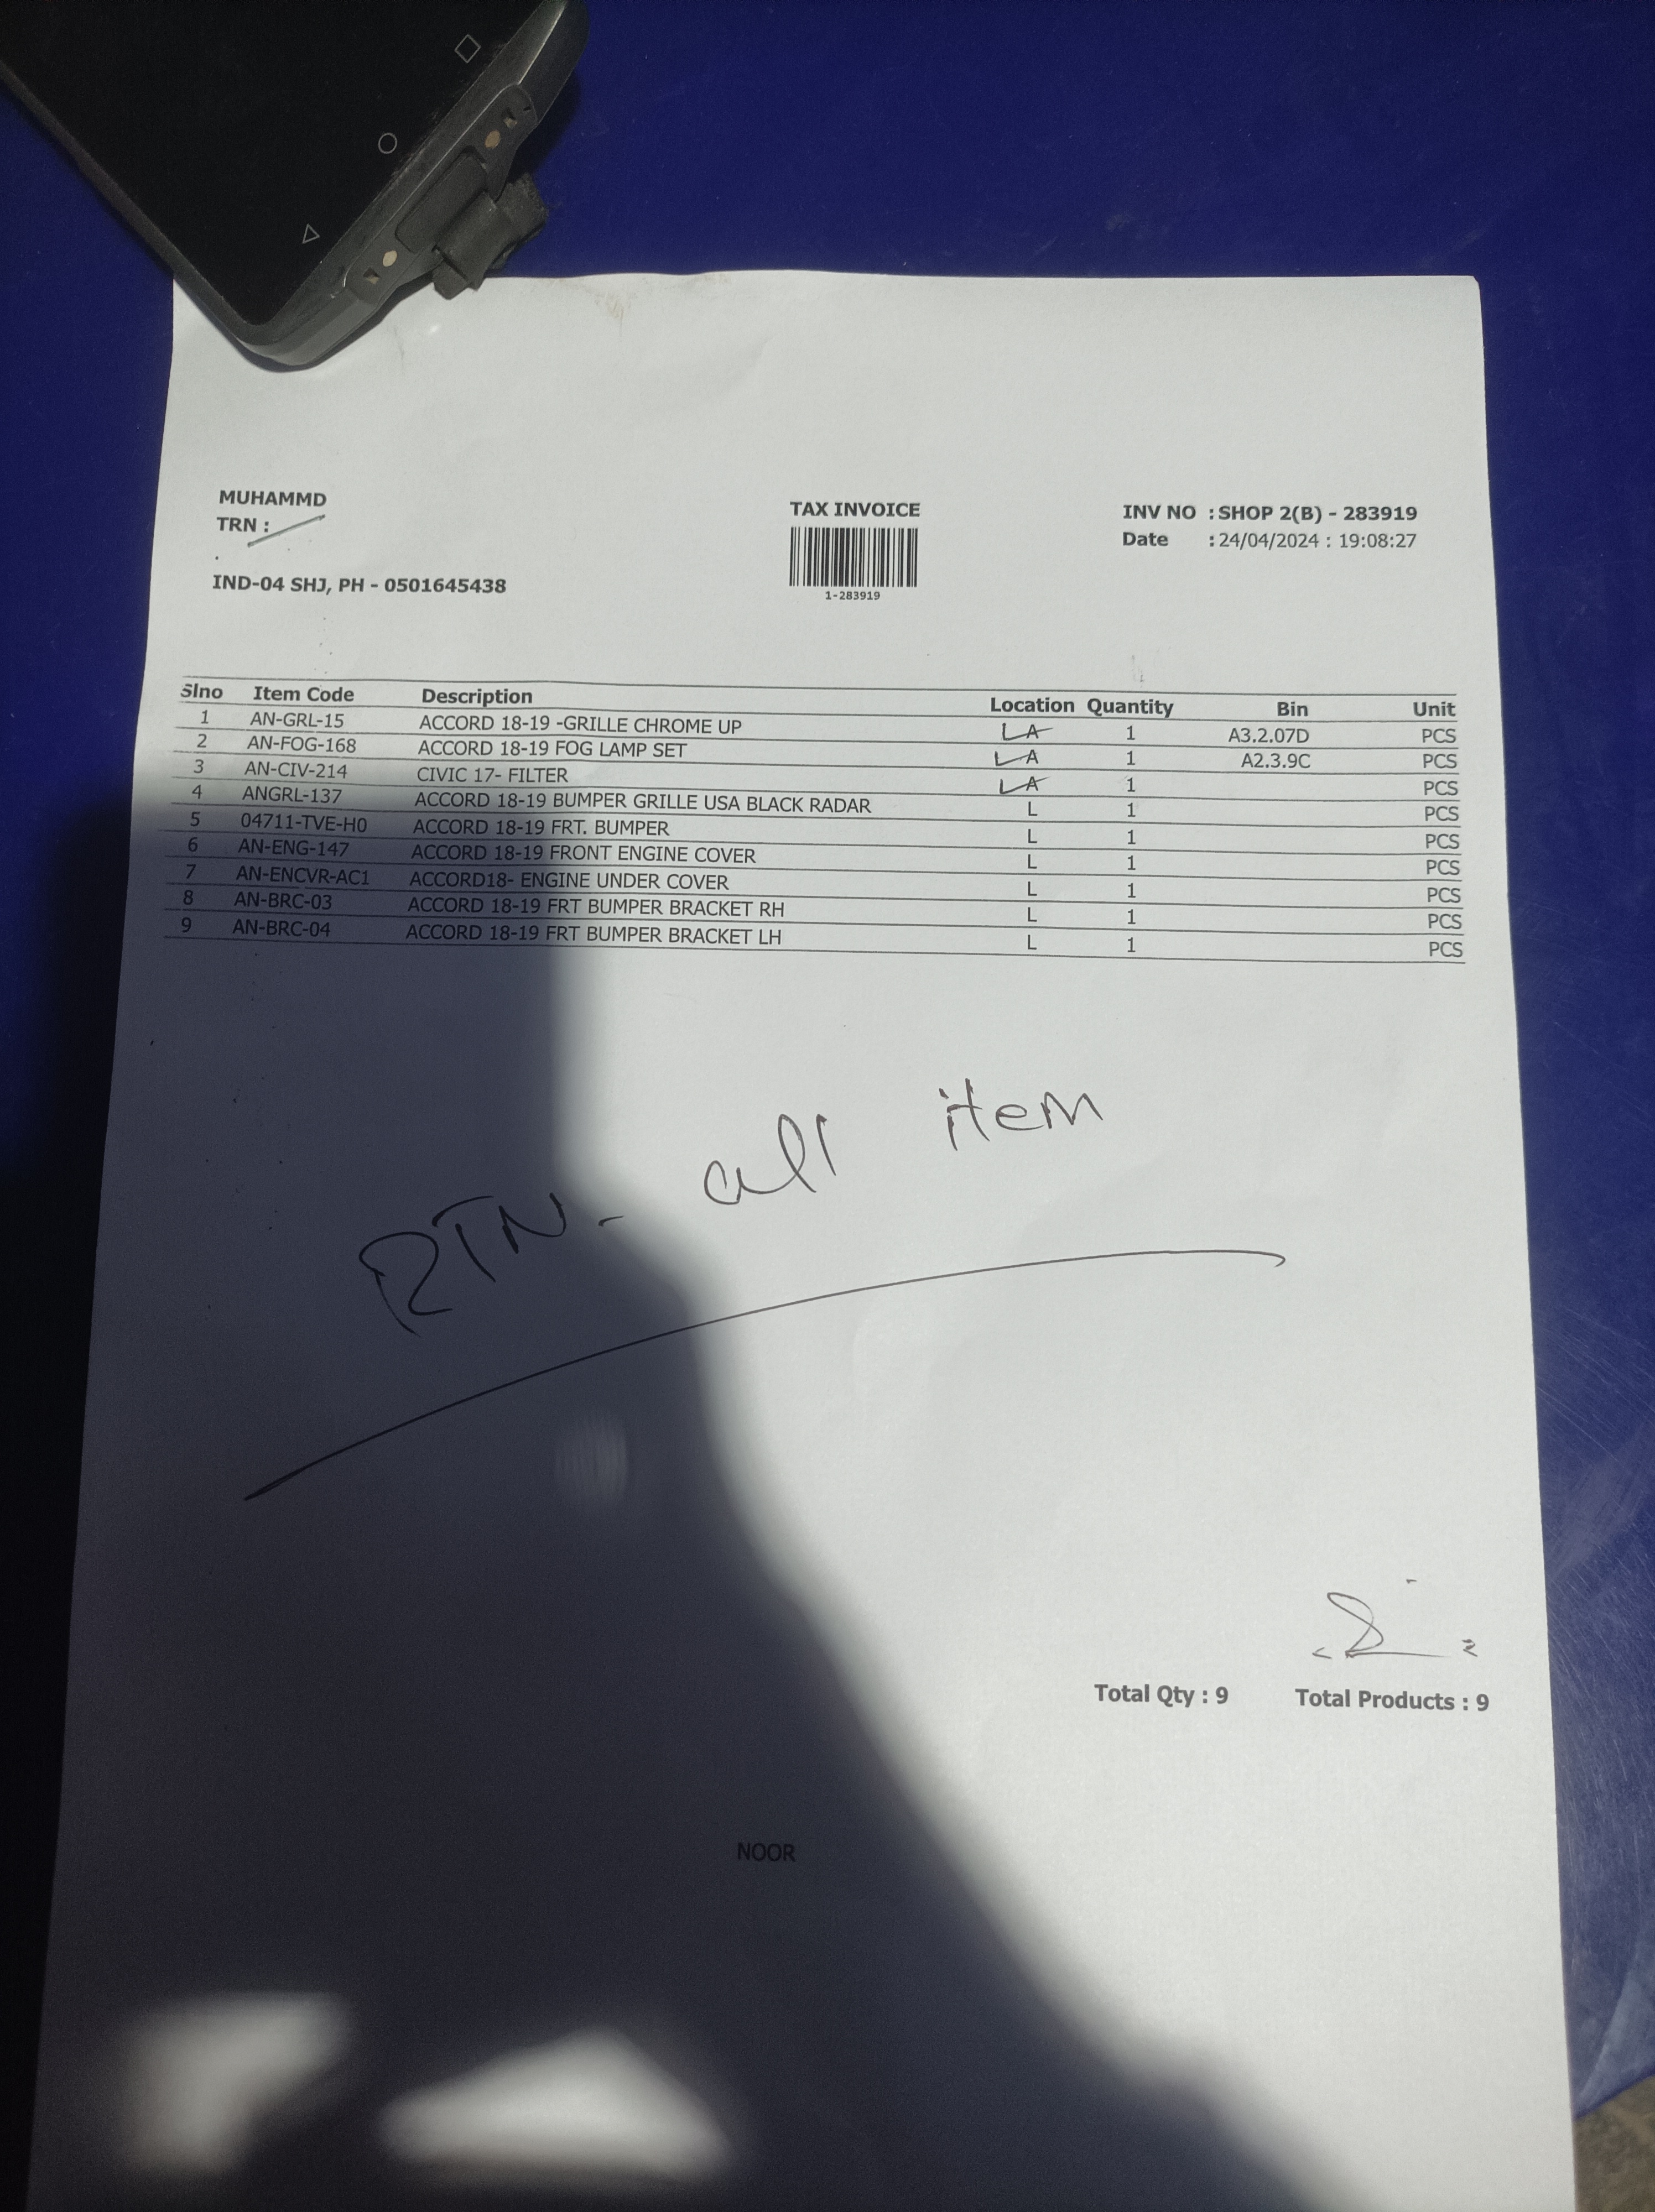 MUHAMMD
TRN :
.
IND-04 SHJ, PH - 0501645438
TAX INVOICE
1-283919
INV NO : SHOP 2(B) - 283919
Date : 24/04/2024 : 19:08:27
Slno Item Code Description Location Quantity Bin Unit
1 AN-GRL-15 ACCORD 18-19 -GRILLE CHROME UP LA 1 A3.2.07D PCS
2 AN-FOG-168 ACCORD 18-19 FOG LAMP SET LA 1 A2.3.9C PCS
3 AN-CIV-214 CIVIC 17- FILTER LA 1 PCS
4 ANGRL-137 ACCORD 18-19 BUMPER GRILLE USA BLACK RADAR L 1 PCS
5 04711-TVE-H0 ACCORD 18-19 FRT. BUMPER L 1 PCS
6 AN-ENG-147 ACCORD 18-19 FRONT ENGINE COVER L 1 PCS
7 AN-ENCVR-AC1 ACCORD18- ENGINE UNDER COVER L 1 PCS
8 AN-BRC-03 ACCORD 18-19 FRT BUMPER BRACKET RH L 1 PCS
9 AN-BRC-04 ACCORD 18-19 FRT BUMPER BRACKET LH L 1 PCS
RTN - all item
Total Qty : 9 Total Products : 9
NOOR